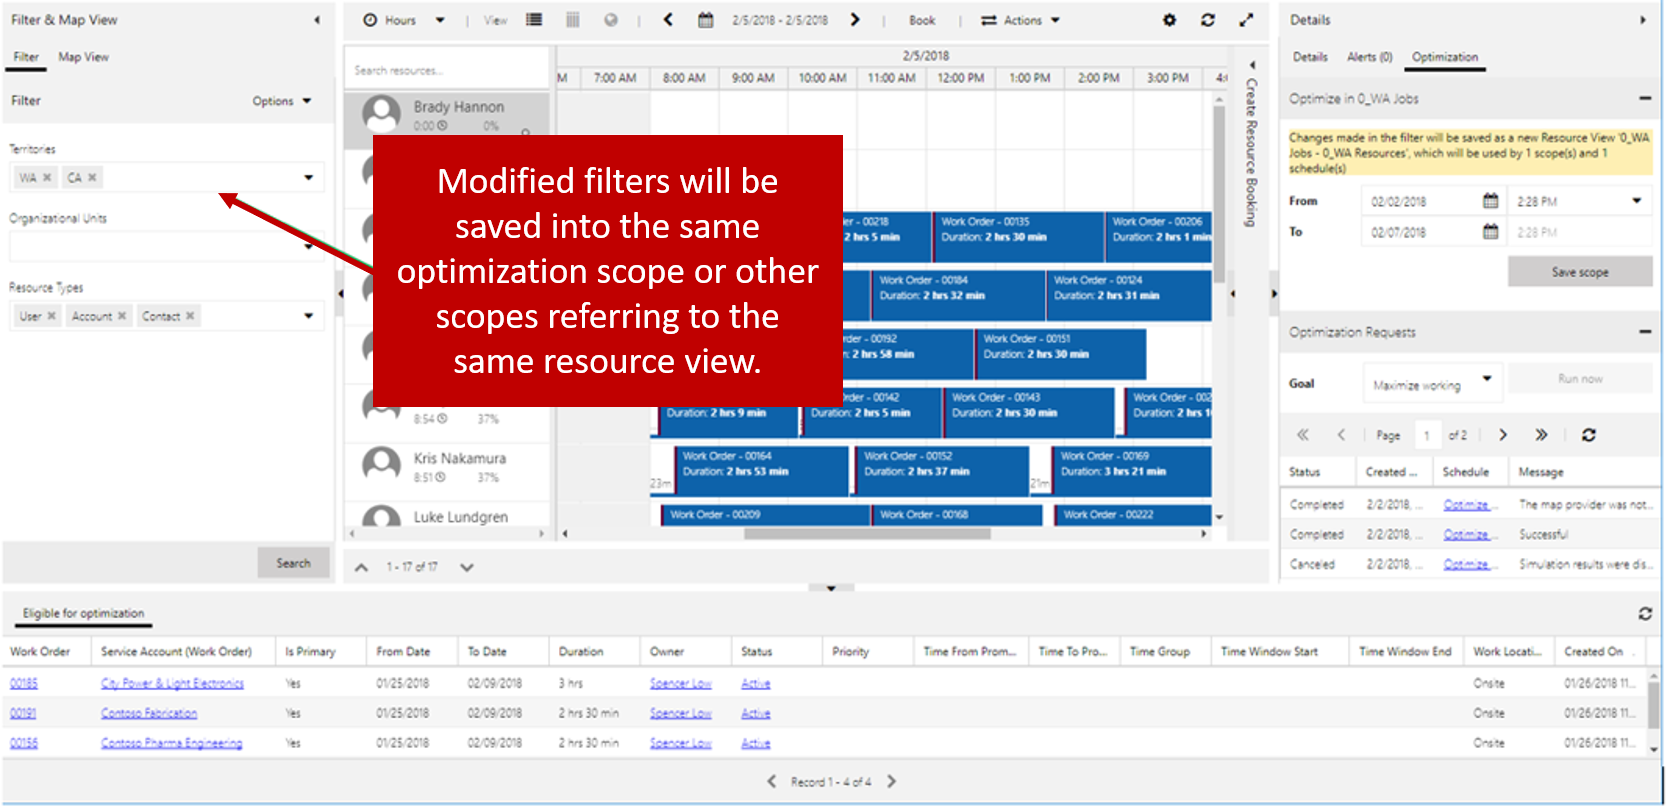 Filter & Map View
Filter Map View
Filter Options
Territories
WA CA
Organizational Units
Resource Types
User Account Contact
Search
Hours View 2/5/2018 - 2/5/2018 Book Actions
Search resources...
2/5/2018
M 7:00 AM 8:00 AM 9:00 AM 10:00 AM 11:00 AM 12:00 PM 1:00 PM 2:00 PM 3:00 PM
Brady Hannon
0:00 0%
Modified filters will be
saved into the same
optimization scope or other
scopes referring to the
same resource view.
er - 00218 Work Order - 00135 Work Order - 00206
2 hrs 5 min Duration: 2 hrs 30 min Duration: 2 hrs 1 min
Work Order - 00184 Work Order - 00124
Duration: 2 hrs 32 min Duration: 2 hrs 31 min
rder - 00192 Work Order - 00151
2 hrs 58 min Duration: 2 hrs 30 min
rder - 00142 Work Order - 00143 Work Order - 002
8:54 37% Duration: 2 hrs 9 min Duration: 2 hrs 5 min Duration: 2 hrs 30 min Duration: 2 hrs 1
Kris Nakamura Work Order - 00164 Work Order - 00152 Work Order - 00169
8:51 37% Duration: 2 hrs 53 min Duration: 2 hrs 37 min Duration: 3 hrs 21 min
23m 21m
Luke Lundgren Work Order - 00209 Work Order - 00168 Work Order - 00222
1 - 17 of 17
Create Resource Booking
Details
Details Alerts (0) Optimization
Optimize in 0_WA Jobs
Changes made in the filter will be saved as a new Resource View '0_WA
Jobs - 0_WA Resources', which will be used by 1 scope(s) and 1
schedule(s)
From 02/02/2018 2:28 PM
To 02/07/2018 2:28 PM
Save scope
Optimization Requests
Goal Maximize working Run now
Page 1 of 2
Status Created ... Schedule Message
Completed 2/2/2018, ... Optimize ... The map provider was not...
Completed 2/2/2018, ... Optimize ... Successful
Canceled 2/2/2018, ... Optimize ... Simulation results were dis...
Eligible for optimization
Work Order Service Account (Work Order) Is Primary From Date To Date Duration Owner Status Priority Time From Prom... Time To Pro... Time Group Time Window Start Time Window End Work Locati... Created On
00185 City Power & Light Electronics Yes 01/25/2018 02/09/2018 3 hrs Spencer Low Active Onsite 01/26/2018 11...
00191 Contoso Fabrication Yes 01/25/2018 02/09/2018 2 hrs 30 min Spencer Low Active Onsite 01/26/2018 11...
00156 Contoso Pharma Engineering Yes 01/25/2018 02/09/2018 2 hrs 30 min Spencer Low Active Onsite 01/26/2018 11...
Record 1 - 4 of 4